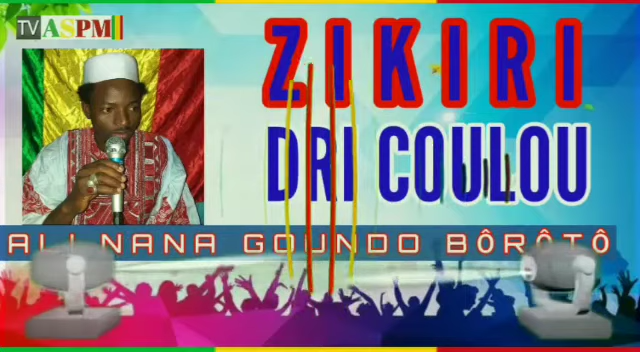 TV ASPM
ZIKIRI
DRI COULOU
ALI NANA GOUNDO BÔRÔTÔ